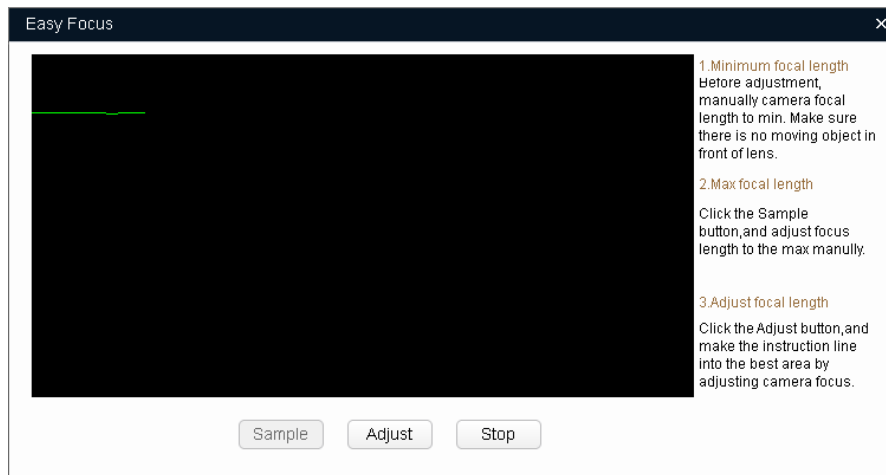 Easy Focus
1.Minimum focal length
Before adjustment,
manually camera focal
length to min. Make sure
there is no moving object in
front of lens.
2.Max focal length
Click the Sample
button,and adjust focus
length to the max manully.
3.Adjust focal length
Click the Adjust button,and
make the instruction line
into the best area by
adjusting camera focus.
Sample
Adjust
Stop